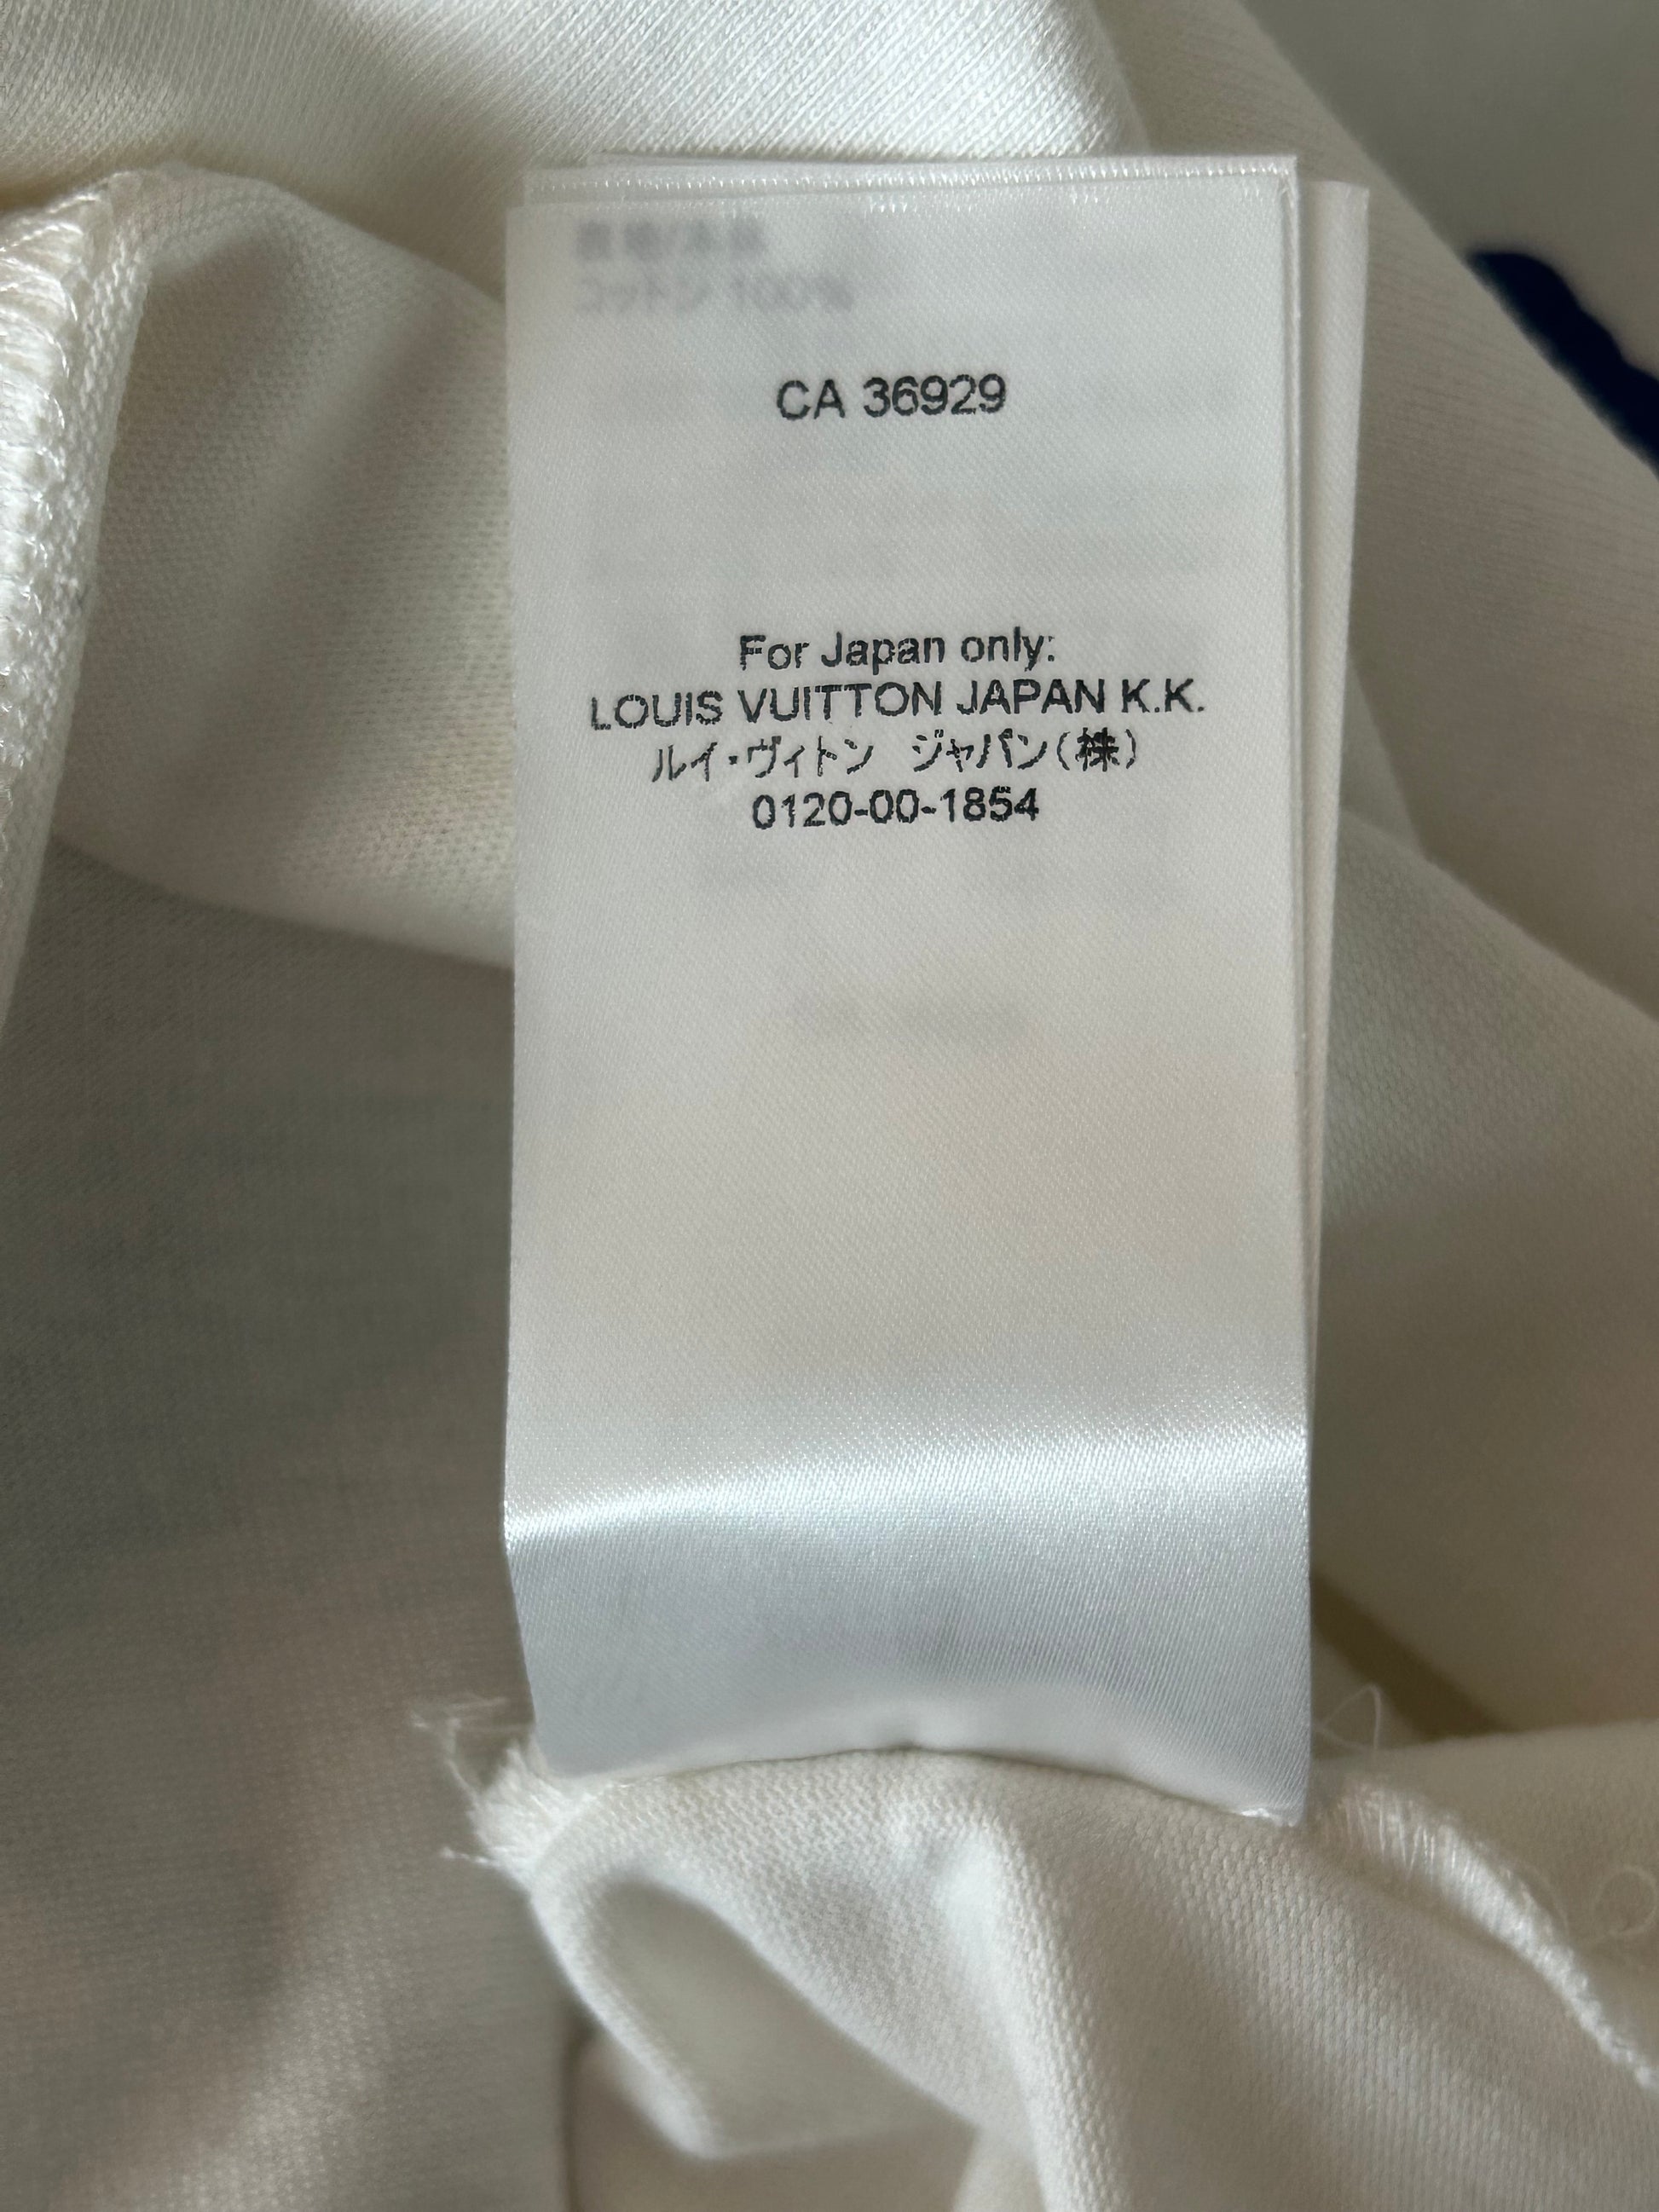 コットン 100%
CA 36929
For Japan only:
LOUIS VUITTON JAPAN K.K.
ルイ・ヴィトン ジャパン(株)
0120-00-1854